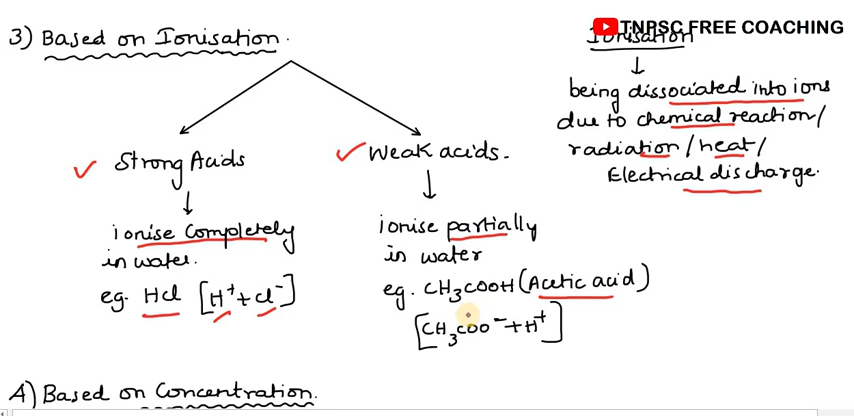 TNPSC FREE COACHING
3) Based on Ionisation.
Ionisation
being dissociated into ions
due to chemical reaction/
radiation/heat/
Electrical discharge.
Strong Acids
ionise completely
in water.
eg. HCl [H⁺+Cl⁻]
Weak acids.
ionise partially
in water
eg. CH₃COOH (Acetic acid)
[CH₃COO⁻+H⁺]
4) Based on Concentration.